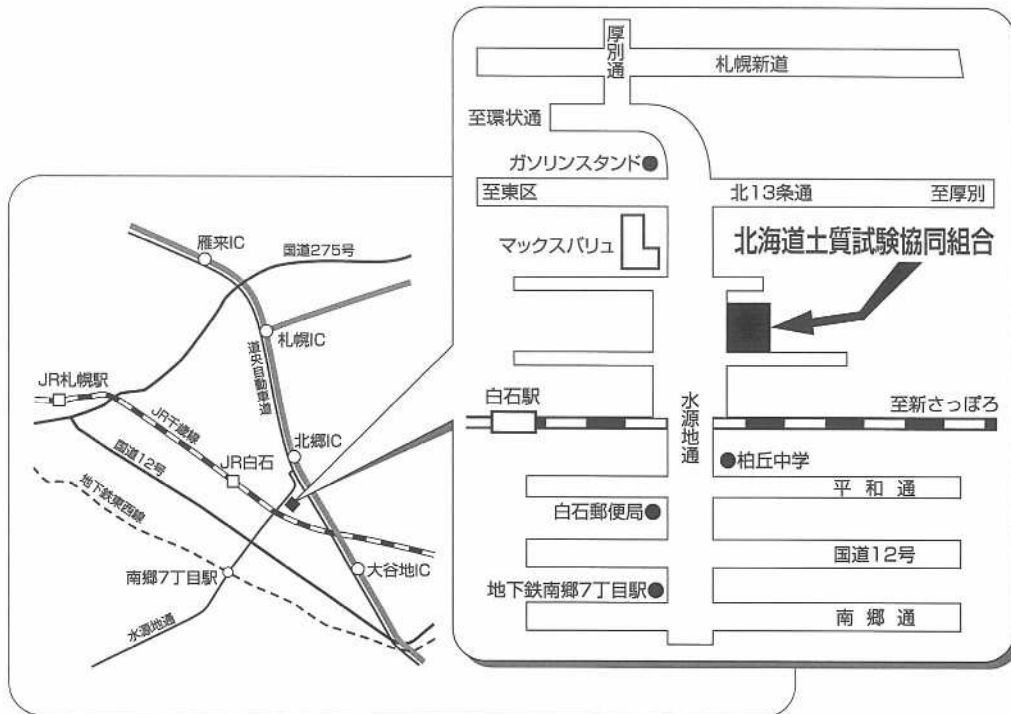 雁来IC
国道275号
札幌IC
道央自動車道
JR札幌駅
JR千歳線
北郷IC
国道12号
JR白石
地下鉄東西線
南郷7丁目駅
大谷地IC
水源地通
厚別通
札幌新道
至環状通
ガソリンスタンド
至東区
北13条通
至厚別
マックスバリュ
北海道土質試験協同組合
白石駅
水源地通
至新さっぽろ
柏丘中学
平和通
白石郵便局
国道12号
地下鉄南郷7丁目駅
南郷通